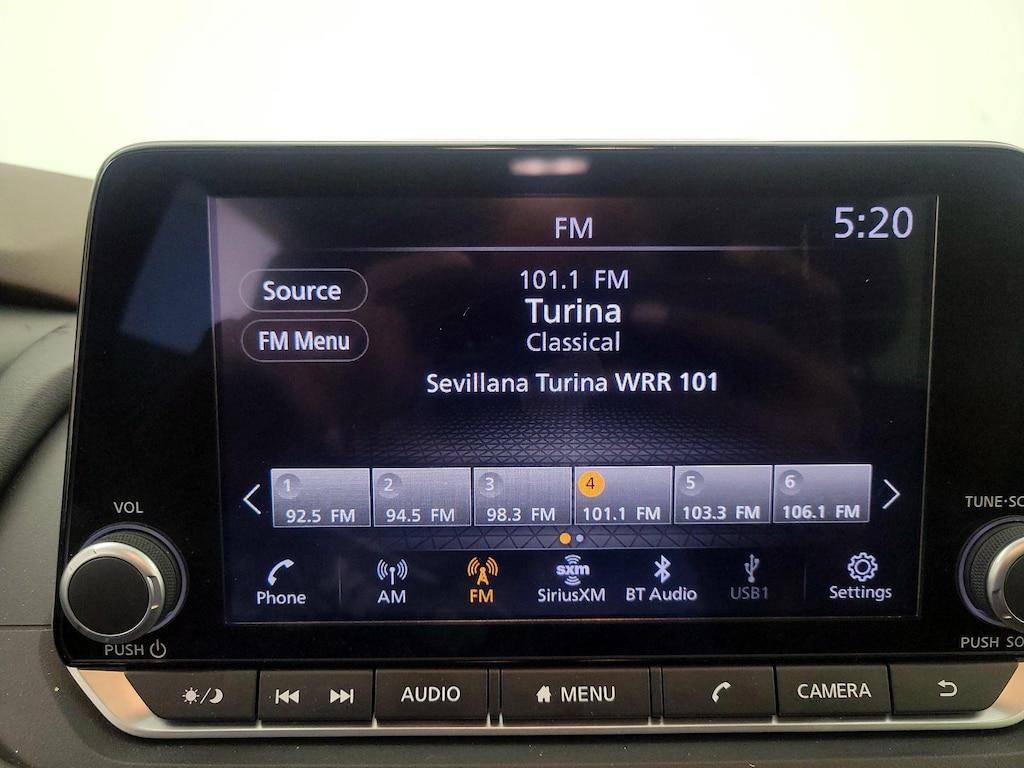 FM
5:20
Source
FM Menu
101.1 FM
Turina
Classical
Sevillana Turina WRR 101
1
92.5 FM
2
94.5 FM
3
98.3 FM
4
101.1 FM
5
103.3 FM
6
106.1 FM
VOL
PUSH
TUNE·SC
PUSH SO
Phone
AM
FM
sxm
SiriusXM
BT Audio
USB1
Settings
AUDIO
MENU
CAMERA